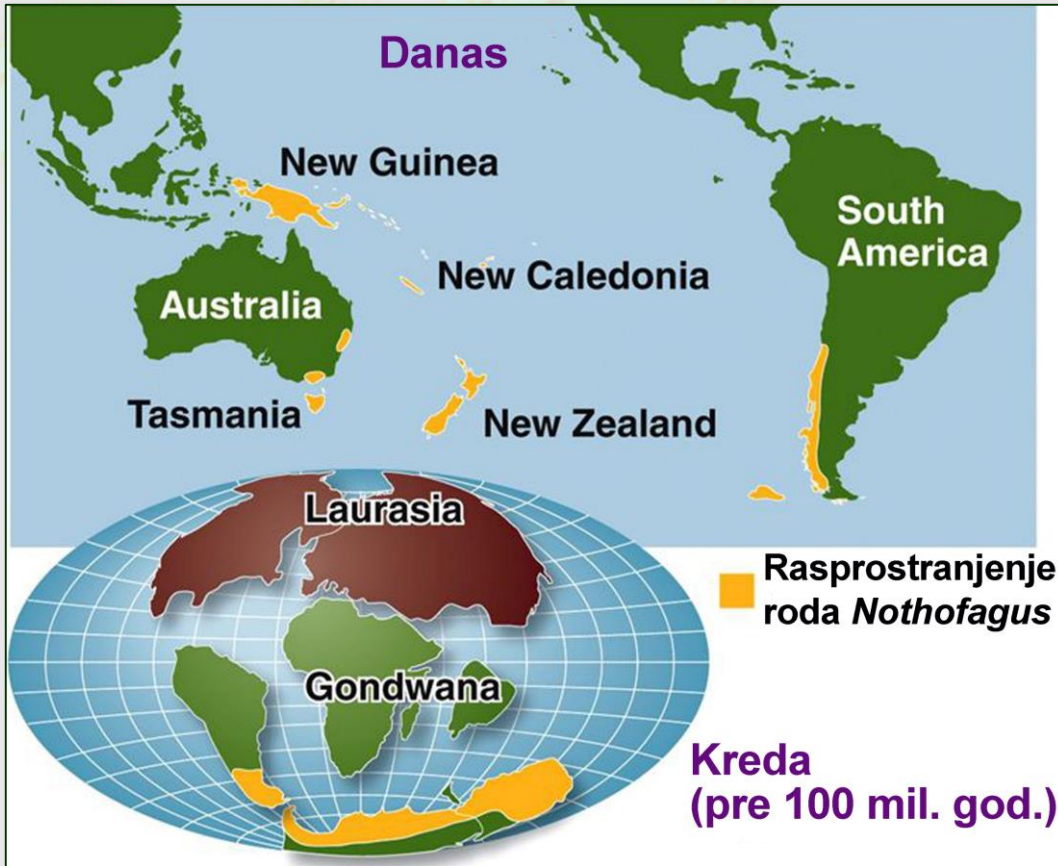 Danas
New Guinea
South
America
New Caledonia
Australia
Tasmania
New Zealand
Laurasia
Rasprostranjenje
roda Nothofagus
Gondwana
Kreda
(pre 100 mil. god.)